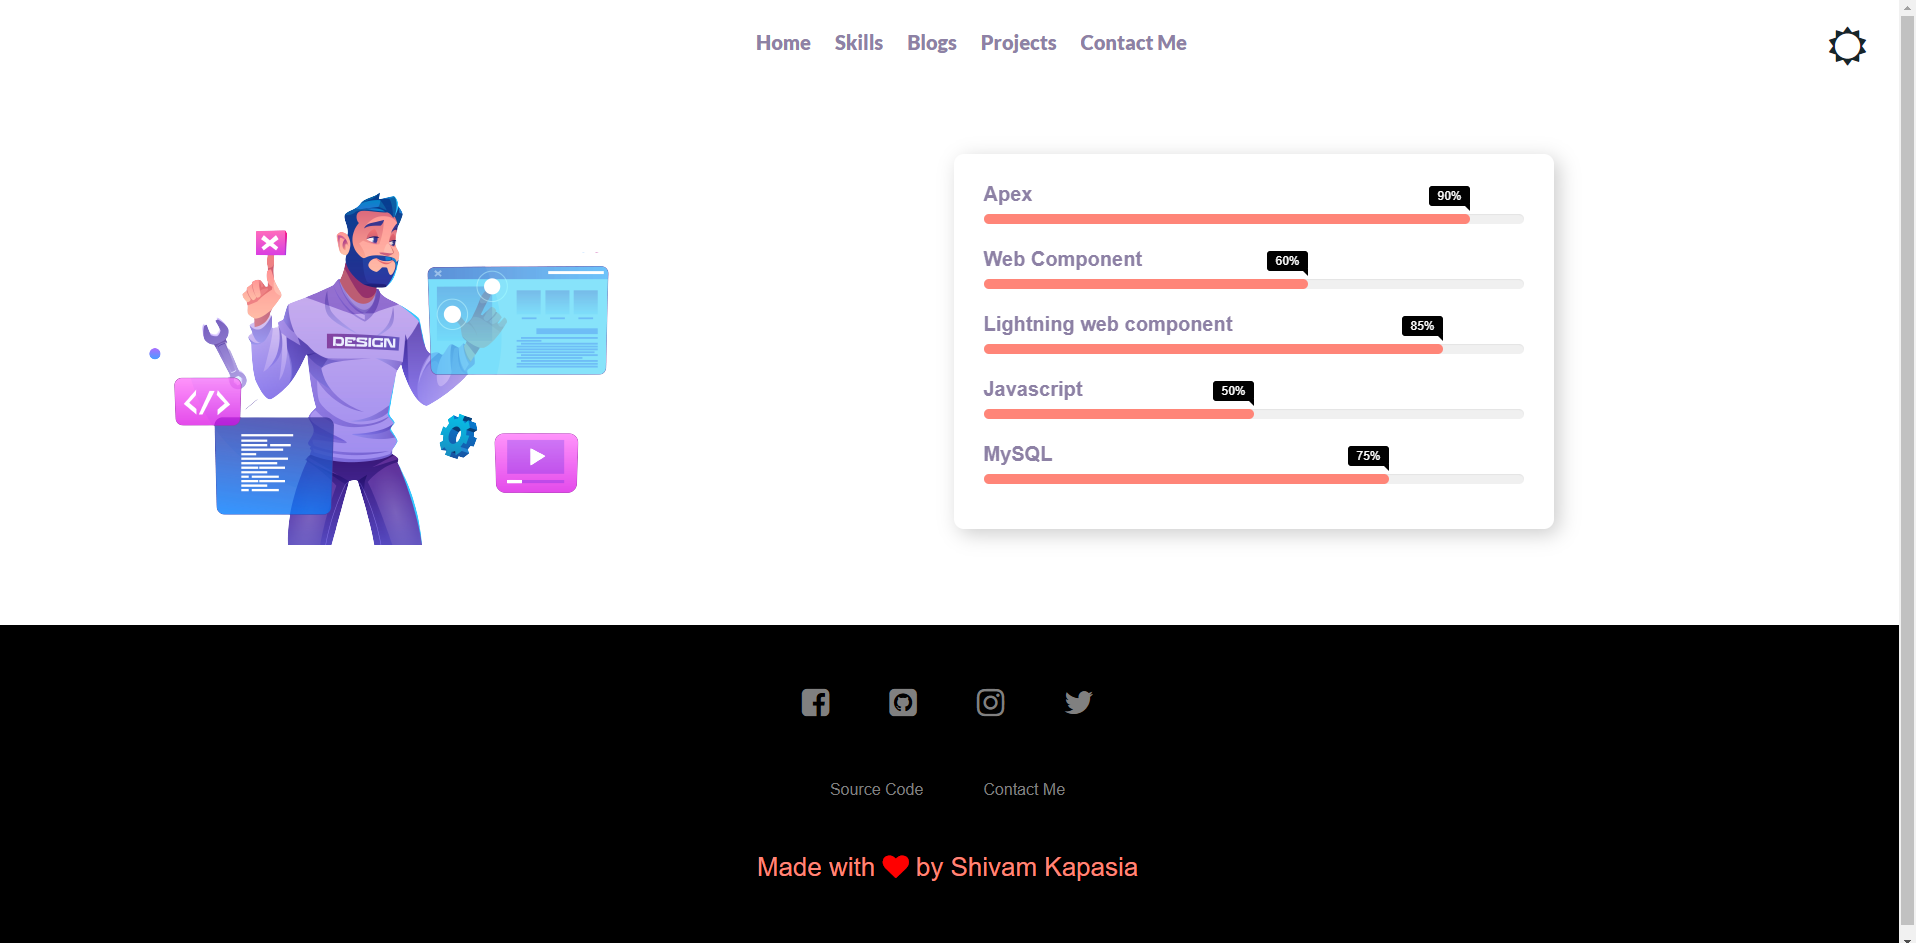 Home Skills Blogs Projects Contact Me
DESIGN
</>
Apex 90%
Web Component 60%
Lightning web component 85%
Javascript 50%
MySQL 75%
Source Code Contact Me
Made with ❤ by Shivam Kapasia